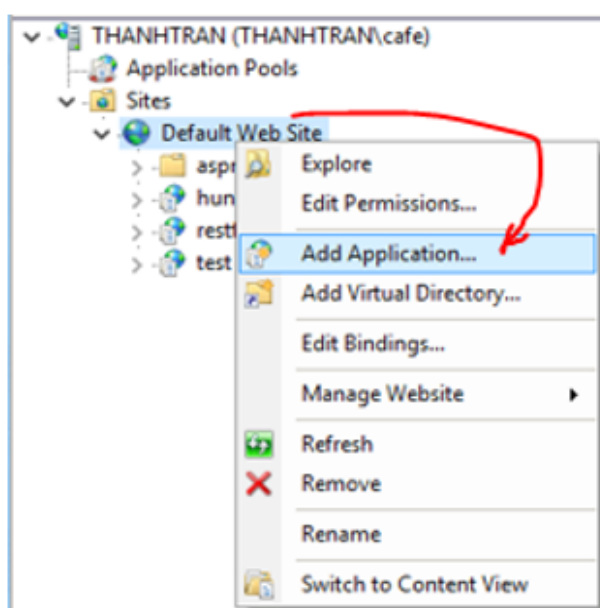 THANHTRAN (THANHTRAN\cafe)
Application Pools
Sites
Default Web Site
Explore
Edit Permissions...
Add Application...
test
Add Virtual Directory...
Edit Bindings...
Manage Website
Refresh
Remove
Rename
Switch to Content View